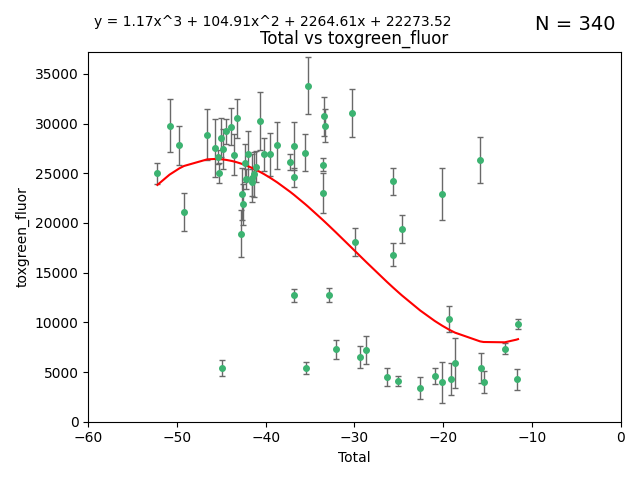 y = 1.17x^3 + 104.91x^2 + 2264.61x + 22273.52
N = 340
Total vs toxgreen_fluor
toxgreen_fluor
35000
30000
25000
20000
15000
10000
5000
0
−60 −50 −40 −30 −20 −10 0
Total